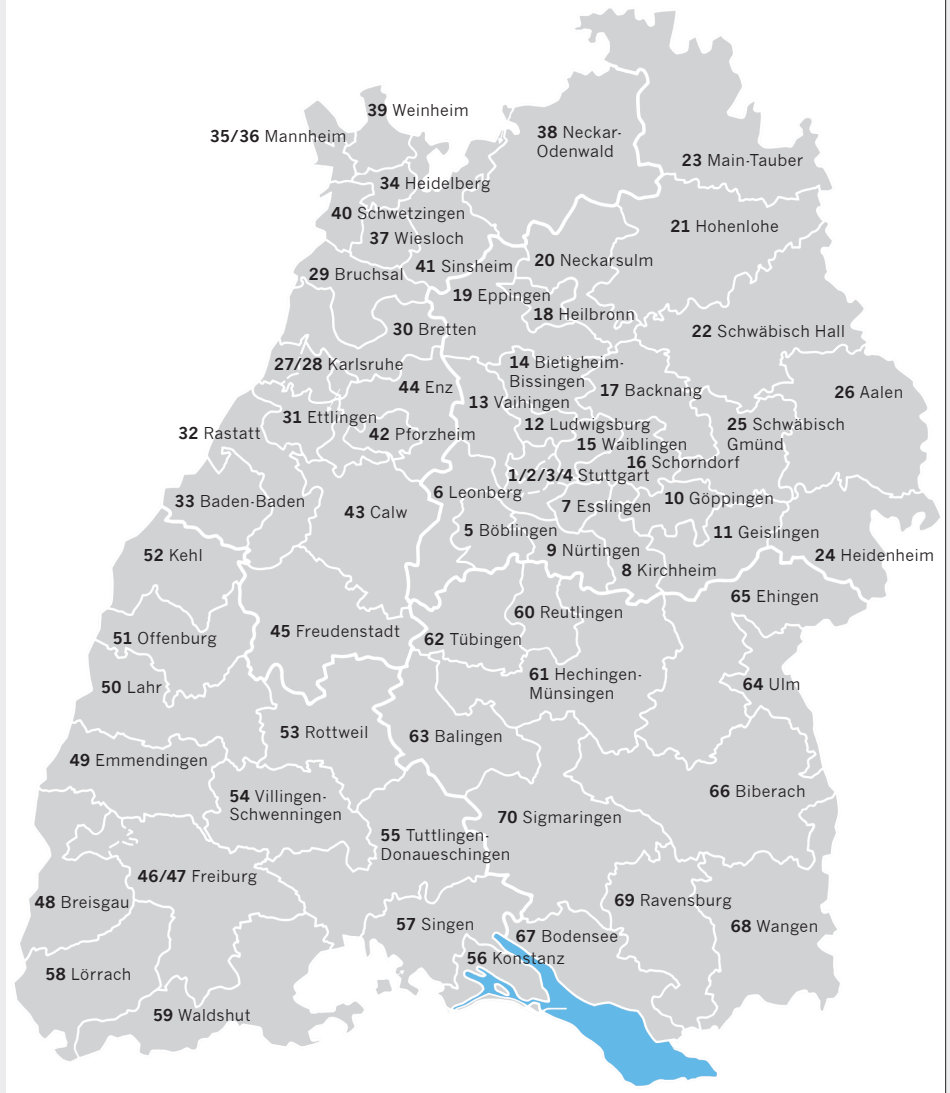 39 Weinheim
35/36 Mannheim
38 Neckar-
Odenwald
23 Main-Tauber
34 Heidelberg
40 Schwetzingen
21 Hohenlohe
37 Wiesloch
20 Neckarsulm
41 Sinsheim
29 Bruchsal
19 Eppingen
18 Heilbronn
30 Bretten
22 Schwäbisch Hall
27/28 Karlsruhe
14 Bietigheim-
Bissingen
44 Enz
17 Backnang
26 Aalen
13 Vaihingen
31 Ettlingen
12 Ludwigsburg
25 Schwäbisch
Gmünd
32 Rastatt
42 Pforzheim
15 Waiblingen
16 Schorndorf
1/2/3/4 Stuttgart
6 Leonberg
10 Göppingen
33 Baden-Baden
7 Esslingen
43 Calw
5 Böblingen
11 Geislingen
9 Nürtingen
52 Kehl
24 Heidenheim
8 Kirchheim
65 Ehingen
60 Reutlingen
45 Freudenstadt
51 Offenburg
62 Tübingen
61 Hechingen-
Münsingen
50 Lahr
64 Ulm
53 Rottweil
63 Balingen
49 Emmendingen
66 Biberach
54 Villingen-
Schwenningen
70 Sigmaringen
55 Tuttlingen-
Donaueschingen
46/47 Freiburg
48 Breisgau
69 Ravensburg
57 Singen
68 Wangen
67 Bodensee
56 Konstanz
58 Lörrach
59 Waldshut